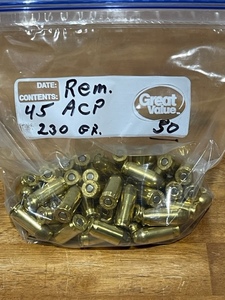 DATE: Rem.
CONTENTS:
45 ACP
230 GR. 50
Great Value